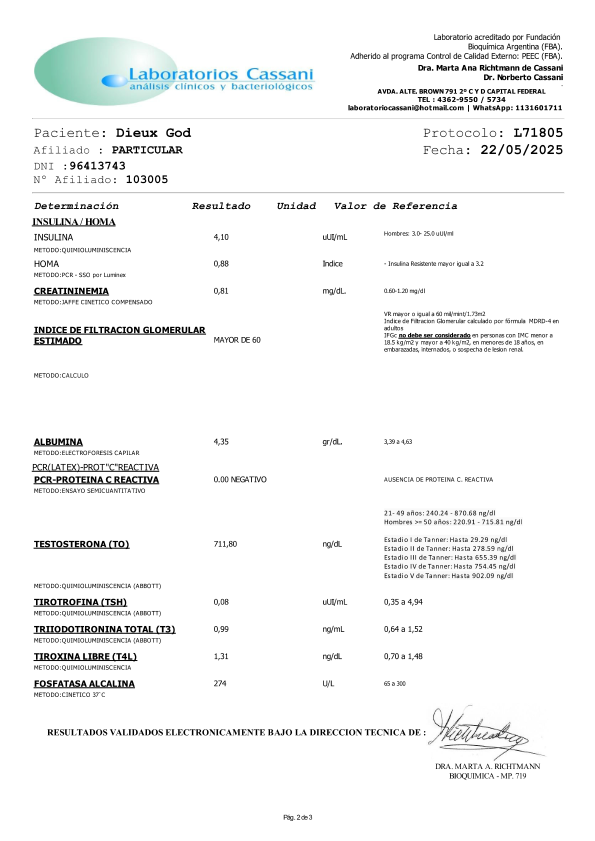 Laboratorio acreditado por Fundación
Bioquímica Argentina (FBA).
Adherido al programa Control de Calidad Externo: PEEC (FBA).
Dra. Marta Ana Richtmann de Cassani
Dr. Norberto Cassani
Laboratorios Cassani
análisis clínicos y bacteriológicos
AVDA. ALTE. BROWN 791 2º C Y D CAPITAL FEDERAL
TEL : 4362-9550 / 5734
laboratoriocassani@hotmail.com | WhatsApp: 1131601711
Paciente: Dieux God Protocolo: L71805
Afiliado : PARTICULAR Fecha: 22/05/2025
DNI :96413743
Nº Afiliado: 103005
Determinación Resultado Unidad Valor de Referencia
INSULINA / HOMA
INSULINA 4,10 uUI/mL Hombres: 3.0- 25.0 uUI/ml
METODO:QUIMIOLUMINISCENCIA
HOMA 0,88 Indice - Insulina Resistente mayor igual a 3.2
METODO:PCR - SSO por Luminex
CREATININEMIA 0,81 mg/dL. 0.60-1.20 mg/dl
METODO:JAFFE CINETICO COMPENSADO
VR mayor o igual a 60 ml/mint/1.73m2
Indice de Filtracion Glomerular calculado por fórmula MDRD-4 en
adultos
INDICE DE FILTRACION GLOMERULAR
ESTIMADO MAYOR DE 60
IFGc no debe ser considerado en personas con IMC menor a
18.5 kg/m2 y mayor a 40 kg/m2, en menores de 18 años, en
embarazadas, internados, o sospecha de lesion renal.
METODO:CALCULO
ALBUMINA 4,35 gr/dL. 3,39 a 4,63
METODO:ELECTROFORESIS CAPILAR
PCR(LATEX)-PROT"C"REACTIVA
PCR-PROTEINA C REACTIVA 0.00 NEGATIVO AUSENCIA DE PROTEINA C. REACTIVA
METODO:ENSAYO SEMICUANTITATIVO
21- 49 años: 240.24 - 870.68 ng/dl
Hombres >= 50 años: 220.91 - 715.81 ng/dl
TESTOSTERONA (TO) 711,80 ng/dL
Estadio I de Tanner: Hasta 29.29 ng/dl
Estadio II de Tanner: Hasta 278.59 ng/dl
Estadio III de Tanner: Hasta 655.39 ng/dl
Estadio IV de Tanner: Hasta 754.45 ng/dl
Estadio V de Tanner: Hasta 902.09 ng/dl
METODO:QUIMIOLUMINISCENCIA (ABBOTT)
TIROTROFINA (TSH) 0,08 uUI/mL 0,35 a 4,94
METODO:QUIMIOLUMINISCENCIA (ABBOTT)
TRIIODOTIRONINA TOTAL (T3) 0,99 ng/mL 0,64 a 1,52
METODO:QUIMIOLUMINISCENCIA (ABBOTT)
TIROXINA LIBRE (T4L) 1,31 ng/dL 0,70 a 1,48
METODO:QUIMIOLUMINISCENCIA
FOSFATASA ALCALINA 274 U/L 65 a 300
METODO:CINETICO 37°C
RESULTADOS VALIDADOS ELECTRONICAMENTE BAJO LA DIRECCION TECNICA DE :
DRA. MARTA A. RICHTMANN
BIOQUIMICA - MP. 719
Pág. 2 de 3